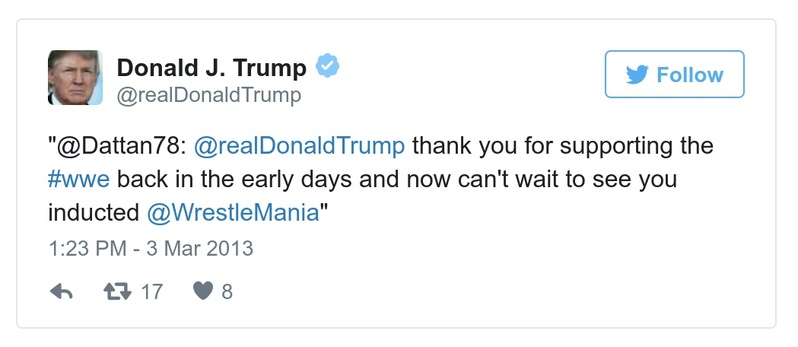 Donald J. Trump
@realDonaldTrump
Follow
"@Dattan78: @realDonaldTrump thank you for supporting the
#wwe back in the early days and now can't wait to see you
inducted @WrestleMania"
1:23 PM - 3 Mar 2013
17 8